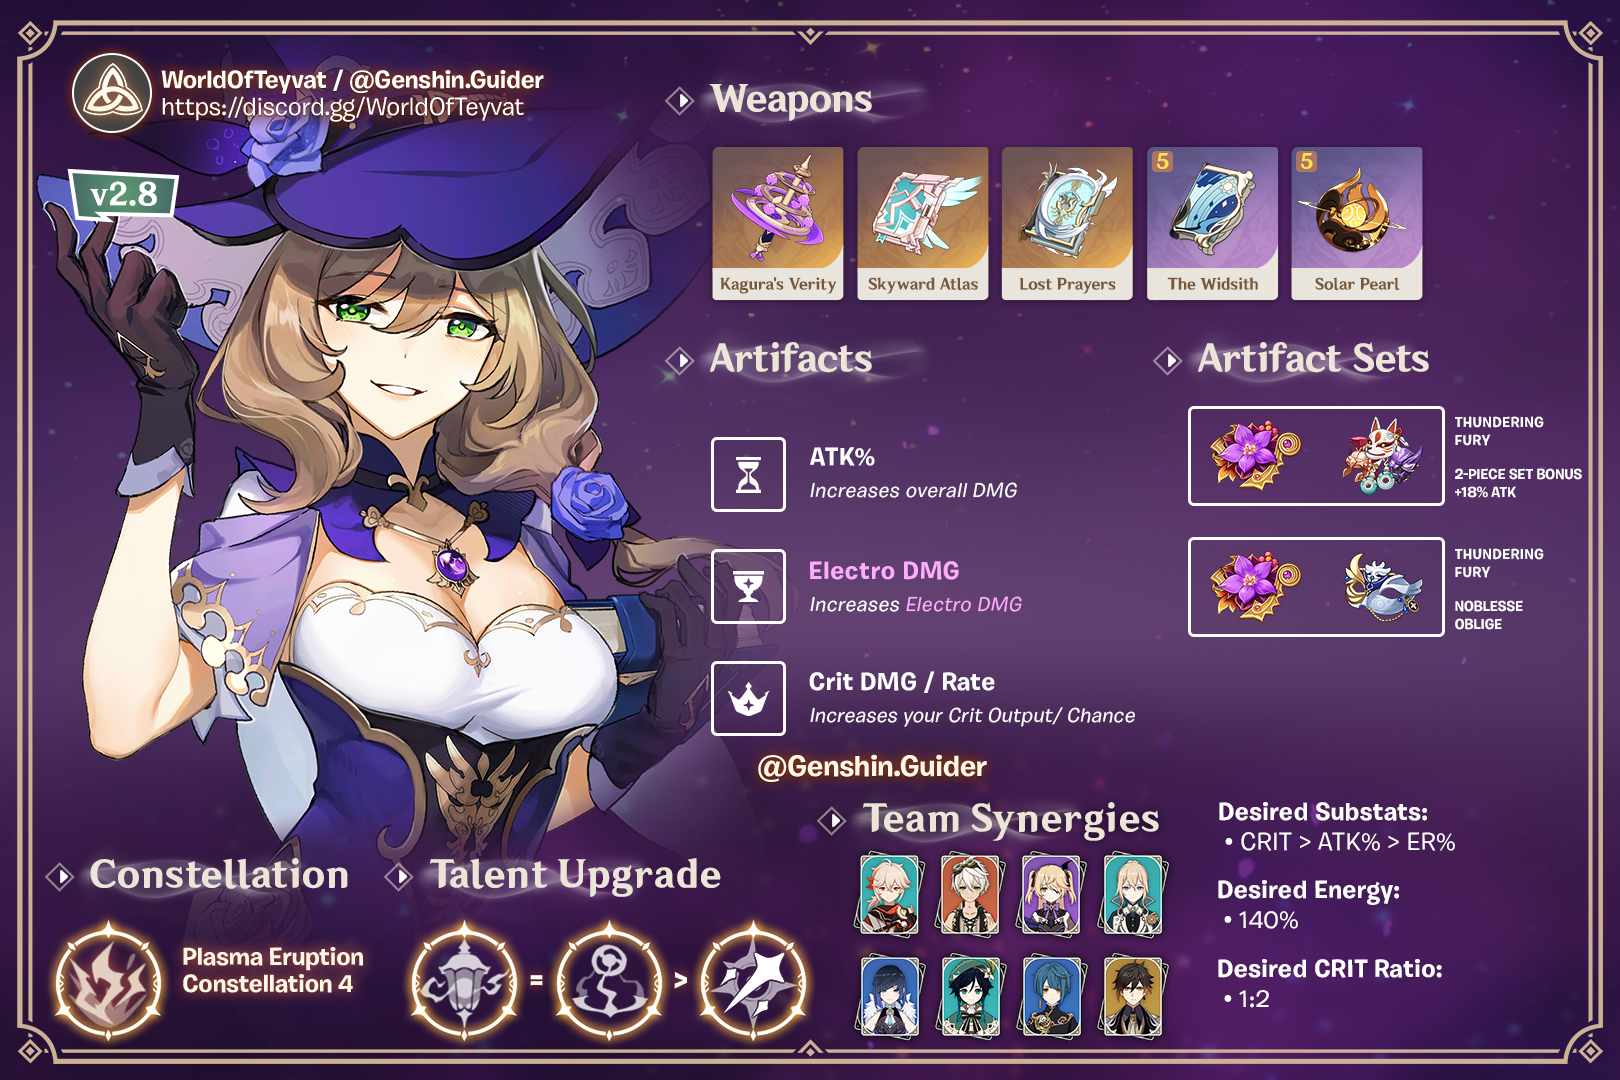 WorldOfTeyvat / @Genshin.Guider
https://discord.gg/WorldOfTeyvat
v2.8
Weapons
5
5
Kagura's Verity
Skyward Atlas
Lost Prayers
The Widsith
Solar Pearl
Artifacts
ATK%
Increases overall DMG
Electro DMG
Increases Electro DMG
Crit DMG / Rate
Increases your Crit Output/ Chance
@Genshin.Guider
Artifact Sets
THUNDERING
FURY
2-PIECE SET BONUS
+18% ATK
THUNDERING
FURY
NOBLESSE
OBLIGE
Constellation
Plasma Eruption
Constellation 4
Talent Upgrade
= >
Team Synergies
Desired Substats:
• CRIT > ATK% > ER%
Desired Energy:
• 140%
Desired CRIT Ratio:
• 1:2